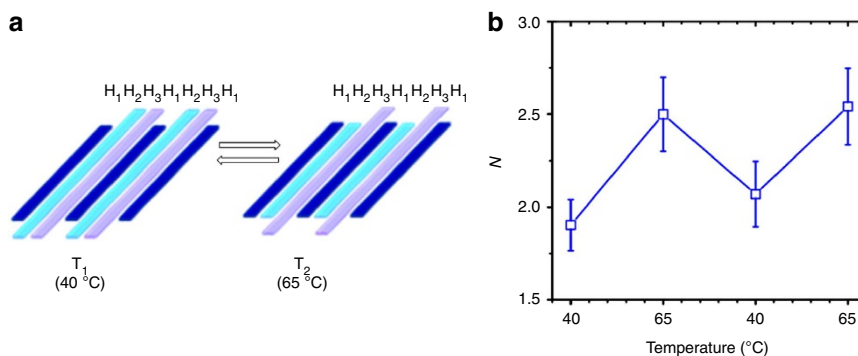 a
H₁H₂H₃H₁H₂H₃H₁
H₁H₂H₃H₁H₂H₃H₁
T₁
(40 °C)
T₂
(65 °C)
b
3.0
2.5
2.0
1.5
N
40 65 40 65
Temperature (°C)